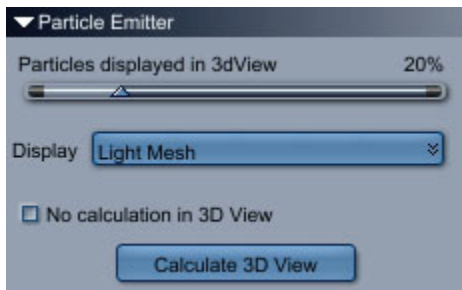 Particle Emitter
Particles displayed in 3dView 20%
Display Light Mesh
No calculation in 3D View
Calculate 3D View